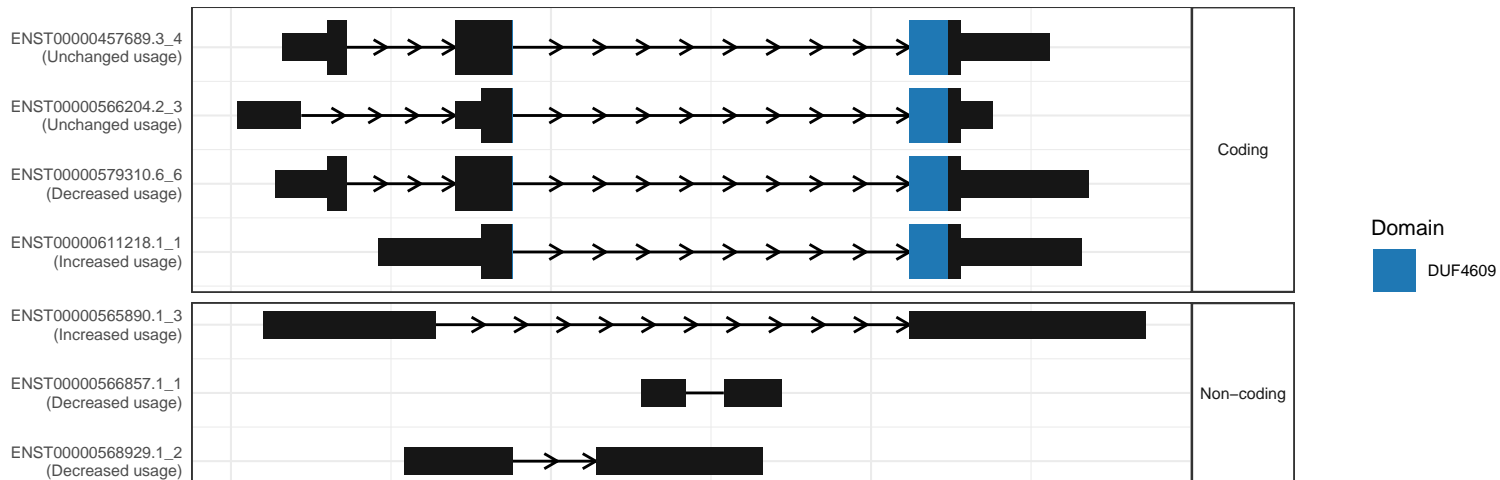 ENST00000457689.3_4
(Unchanged usage)
ENST00000566204.2_3
(Unchanged usage)
ENST00000579310.6_6
(Decreased usage)
ENST00000611218.1_1
(Increased usage)
Coding
ENST00000565890.1_3
(Increased usage)
ENST00000566857.1_1
(Decreased usage)
ENST00000568929.1_2
(Decreased usage)
Non−coding
Domain
DUF4609